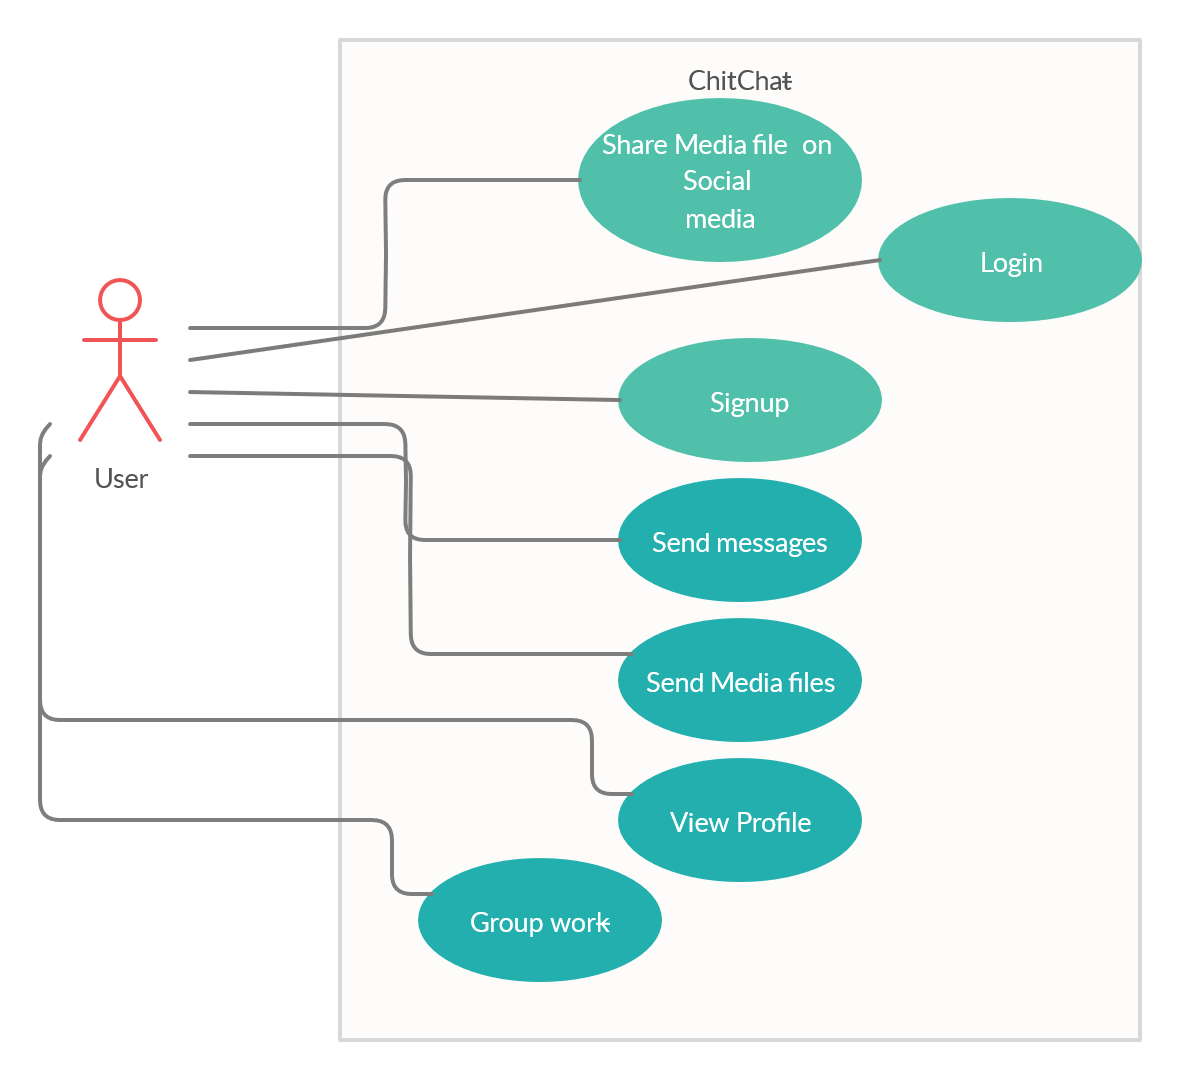 ChitChat
Share Media file on
Social
media
Login
Signup
User
Send messages
Send Media files
View Profile
Group work